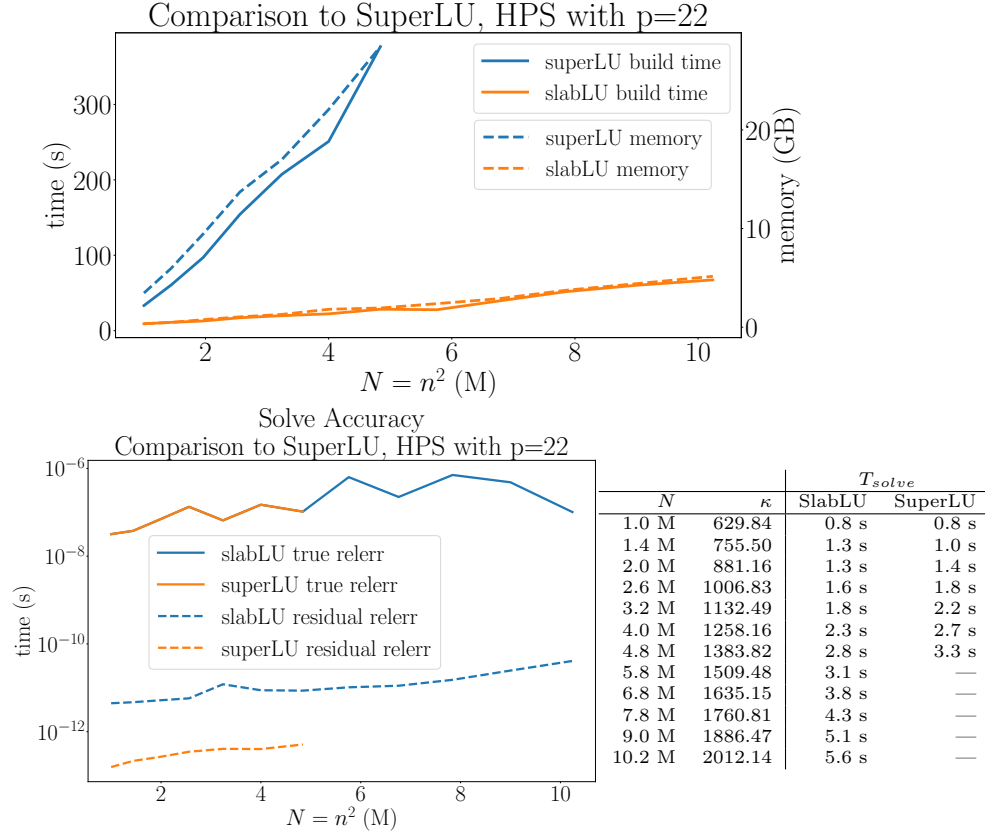 Comparison to SuperLU, HPS with p=22
superLU build time
slabLU build time
superLU memory
slabLU memory
time (s)
0
100
200
300
memory (GB)
0
10
20
2
4
6
8
10
N = n² (M)
Solve Accuracy
Comparison to SuperLU, HPS with p=22
10⁻⁶
10⁻⁸
10⁻¹⁰
10⁻¹²
time (s)
slabLU true relerr
superLU true relerr
slabLU residual relerr
superLU residual relerr
2
4
6
8
10
N = n² (M)
T_solve
N κ SlabLU SuperLU
1.0 M 629.84 0.8 s 0.8 s
1.4 M 755.50 1.3 s 1.0 s
2.0 M 881.16 1.3 s 1.4 s
2.6 M 1006.83 1.6 s 1.8 s
3.2 M 1132.49 1.8 s 2.2 s
4.0 M 1258.16 2.3 s 2.7 s
4.8 M 1383.82 2.8 s 3.3 s
5.8 M 1509.48 3.1 s —
6.8 M 1635.15 3.8 s —
7.8 M 1760.81 4.3 s —
9.0 M 1886.47 5.1 s —
10.2 M 2012.14 5.6 s —